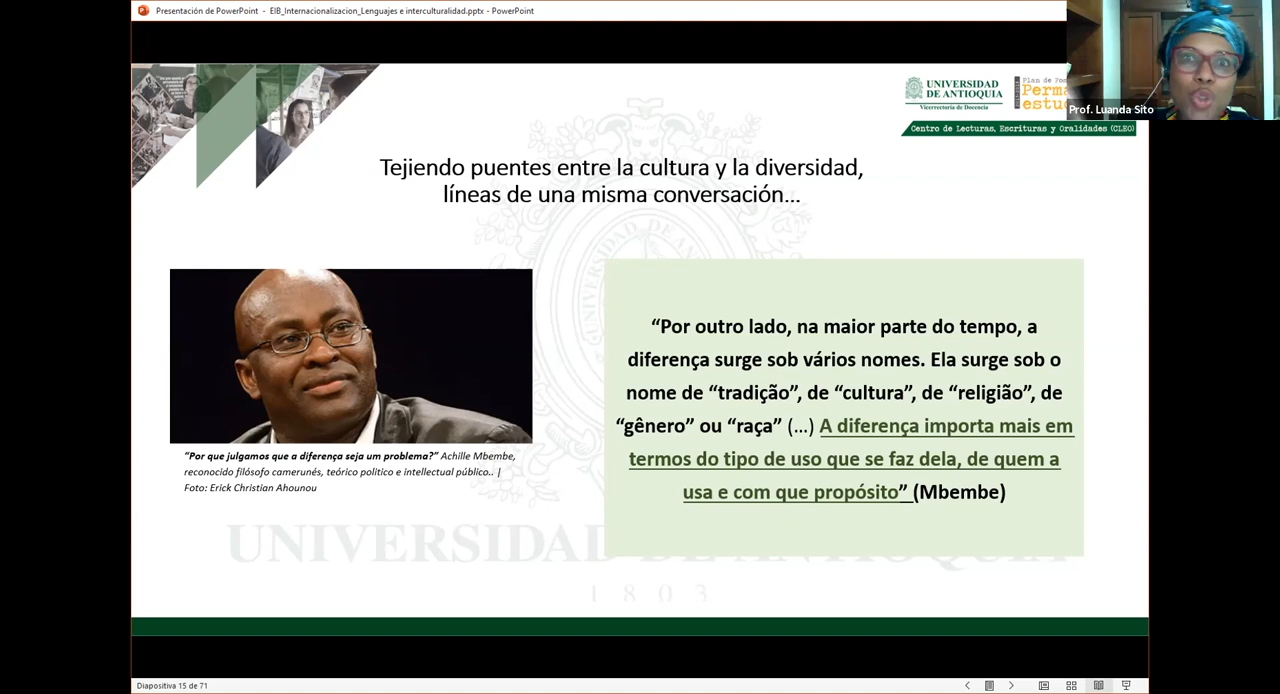 Presentación de PowerPoint - EIB_Internacionalizacion_Lenguajes e interculturalidad.pptx - PowerPoint
UNIVERSIDAD
DE ANTIOQUIA
Vicerrectoría de Docencia
Plan de
Prof. Luanda Sito
Centro de Lecturas, Escrituras y Oralidades (CLEO)
Tejiendo puentes entre la cultura y la diversidad,
líneas de una misma conversación...
“Por outro lado, na maior parte do tempo, a
diferença surge sob vários nomes. Ela surge sob o
nome de “tradição”, de “cultura”, de “religião”, de
“gênero” ou “raça” (...) A diferença importa mais em
termos do tipo de uso que se faz dela, de quem a
usa e com que propósito” (Mbembe)
“Por que julgamos que a diferença seja um problema?” Achille Mbembe,
reconocido filósofo camerunés, teórico politico e intellectual público.. |
Foto: Erick Christian Ahounou
UNIVERSIDAD DE ANTIOQUIA
1803
Diapositiva 15 de 71